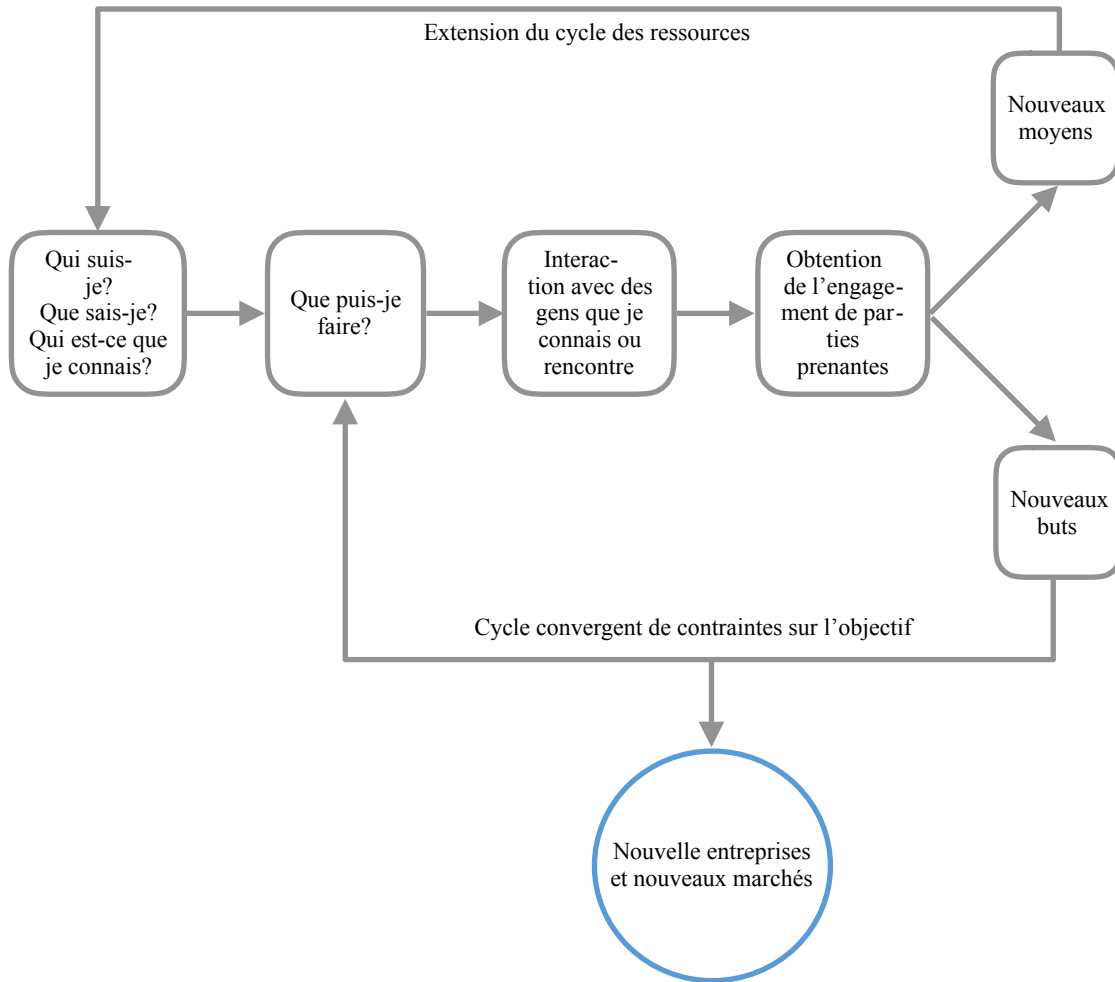 Extension du cycle des ressources
Nouveaux
moyens
Qui suis-
je?
Que sais-je?
Qui est-ce que
je connais?
Que puis-je
faire?
Interac-
tion avec des
gens que je
connais ou
rencontre
Obtention
de l’engage-
ment de par-
ties
prenantes
Nouveaux
buts
Cycle convergent de contraintes sur l’objectif
Nouvelle entreprises
et nouveaux marchés